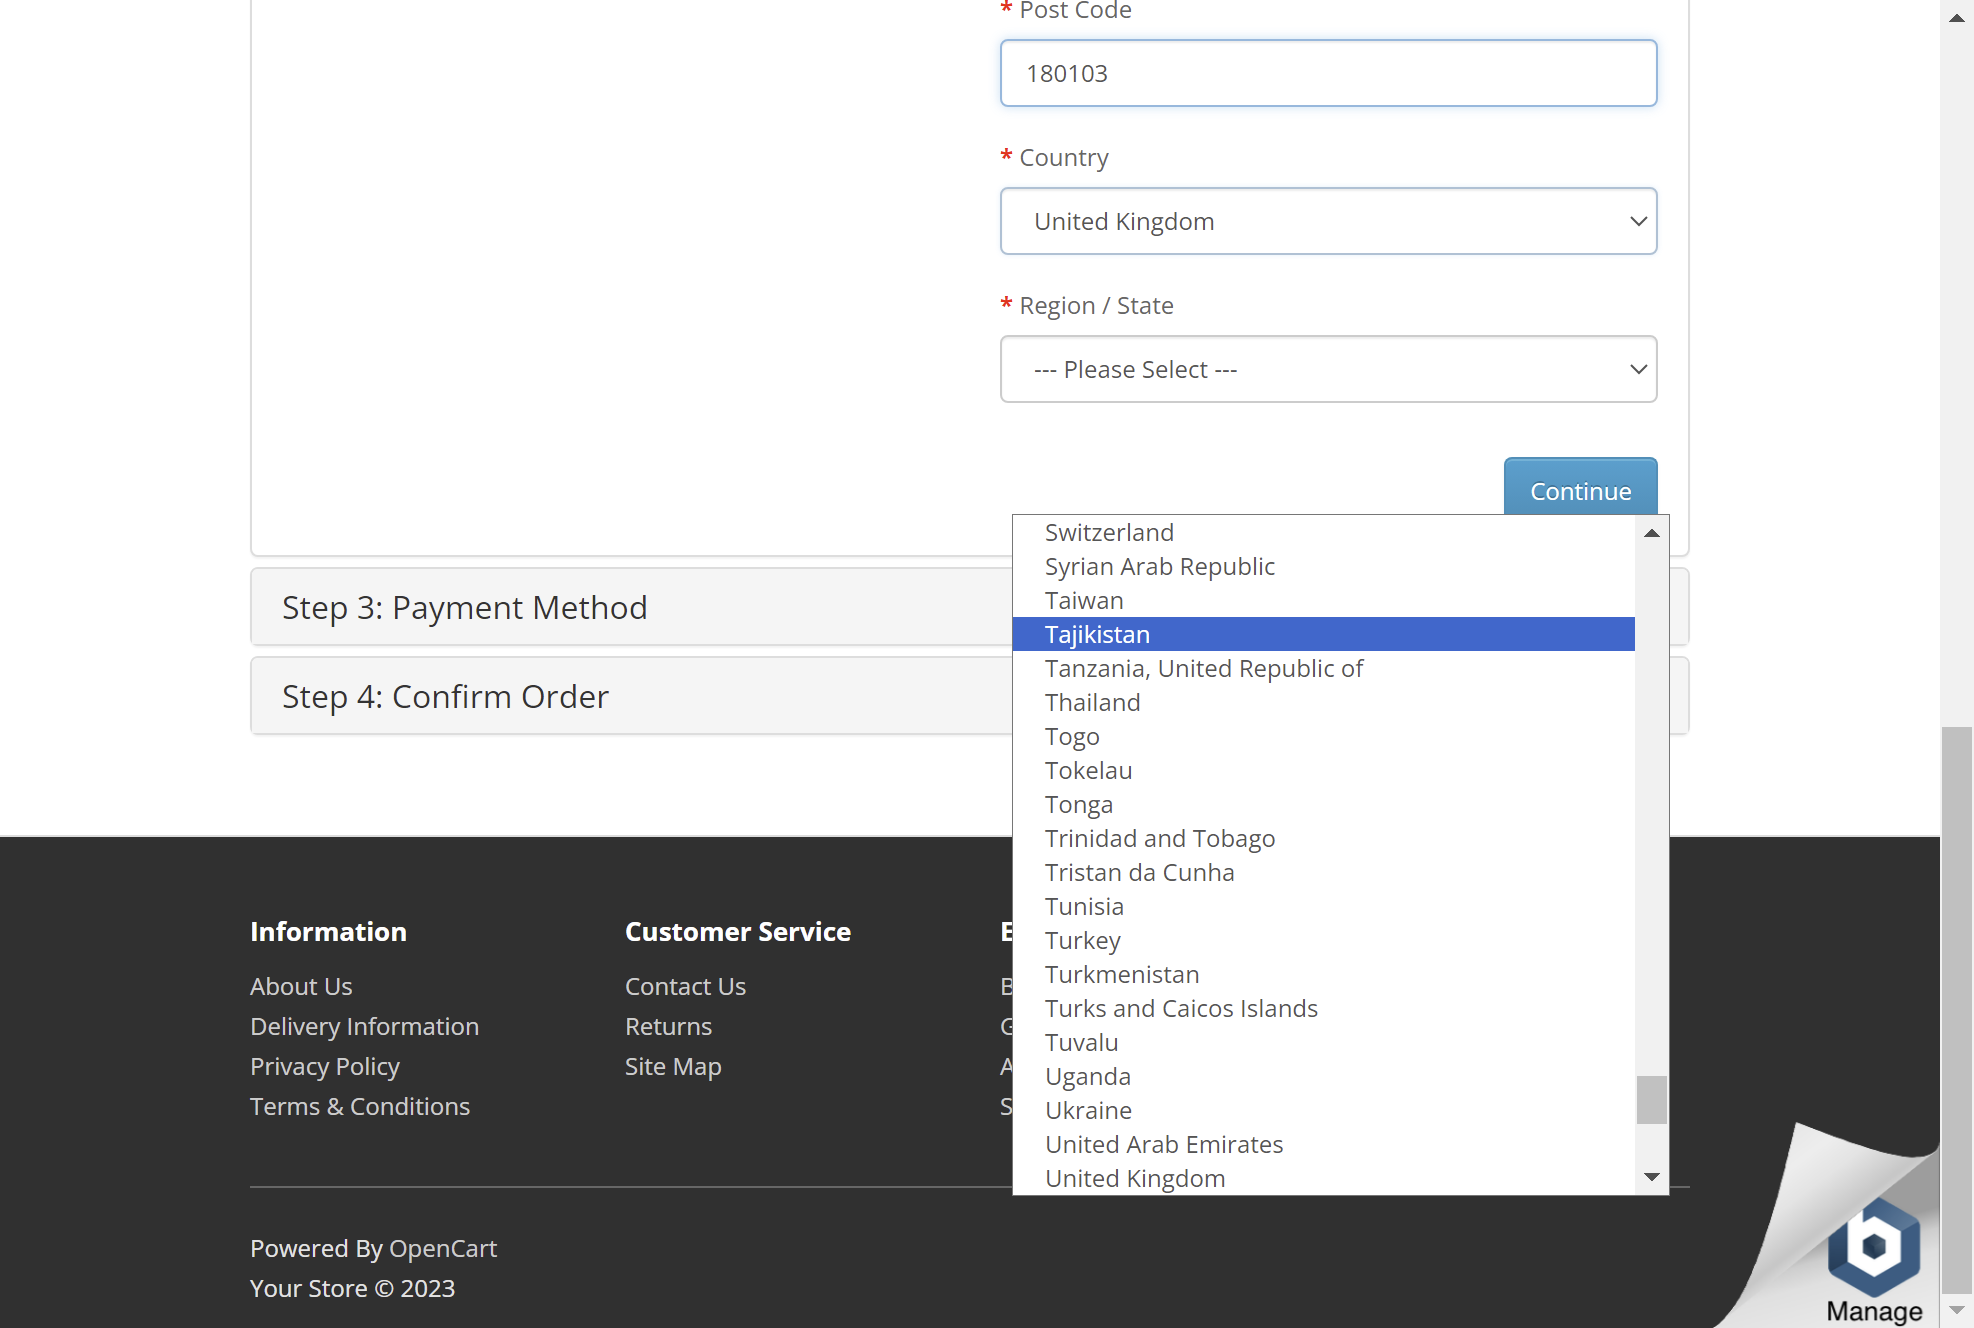 * Post Code
180103
* Country
United Kingdom
* Region / State
--- Please Select ---
Continue
Switzerland
Syrian Arab Republic
Taiwan
Tajikistan
Tanzania, United Republic of
Thailand
Togo
Tokelau
Tonga
Trinidad and Tobago
Tristan da Cunha
Tunisia
Turkey
Turkmenistan
Turks and Caicos Islands
Tuvalu
Uganda
Ukraine
United Arab Emirates
United Kingdom
Step 3: Payment Method
Step 4: Confirm Order
Information
About Us
Delivery Information
Privacy Policy
Terms & Conditions
Customer Service
Contact Us
Returns
Site Map
Powered By OpenCart
Your Store © 2023
Manage